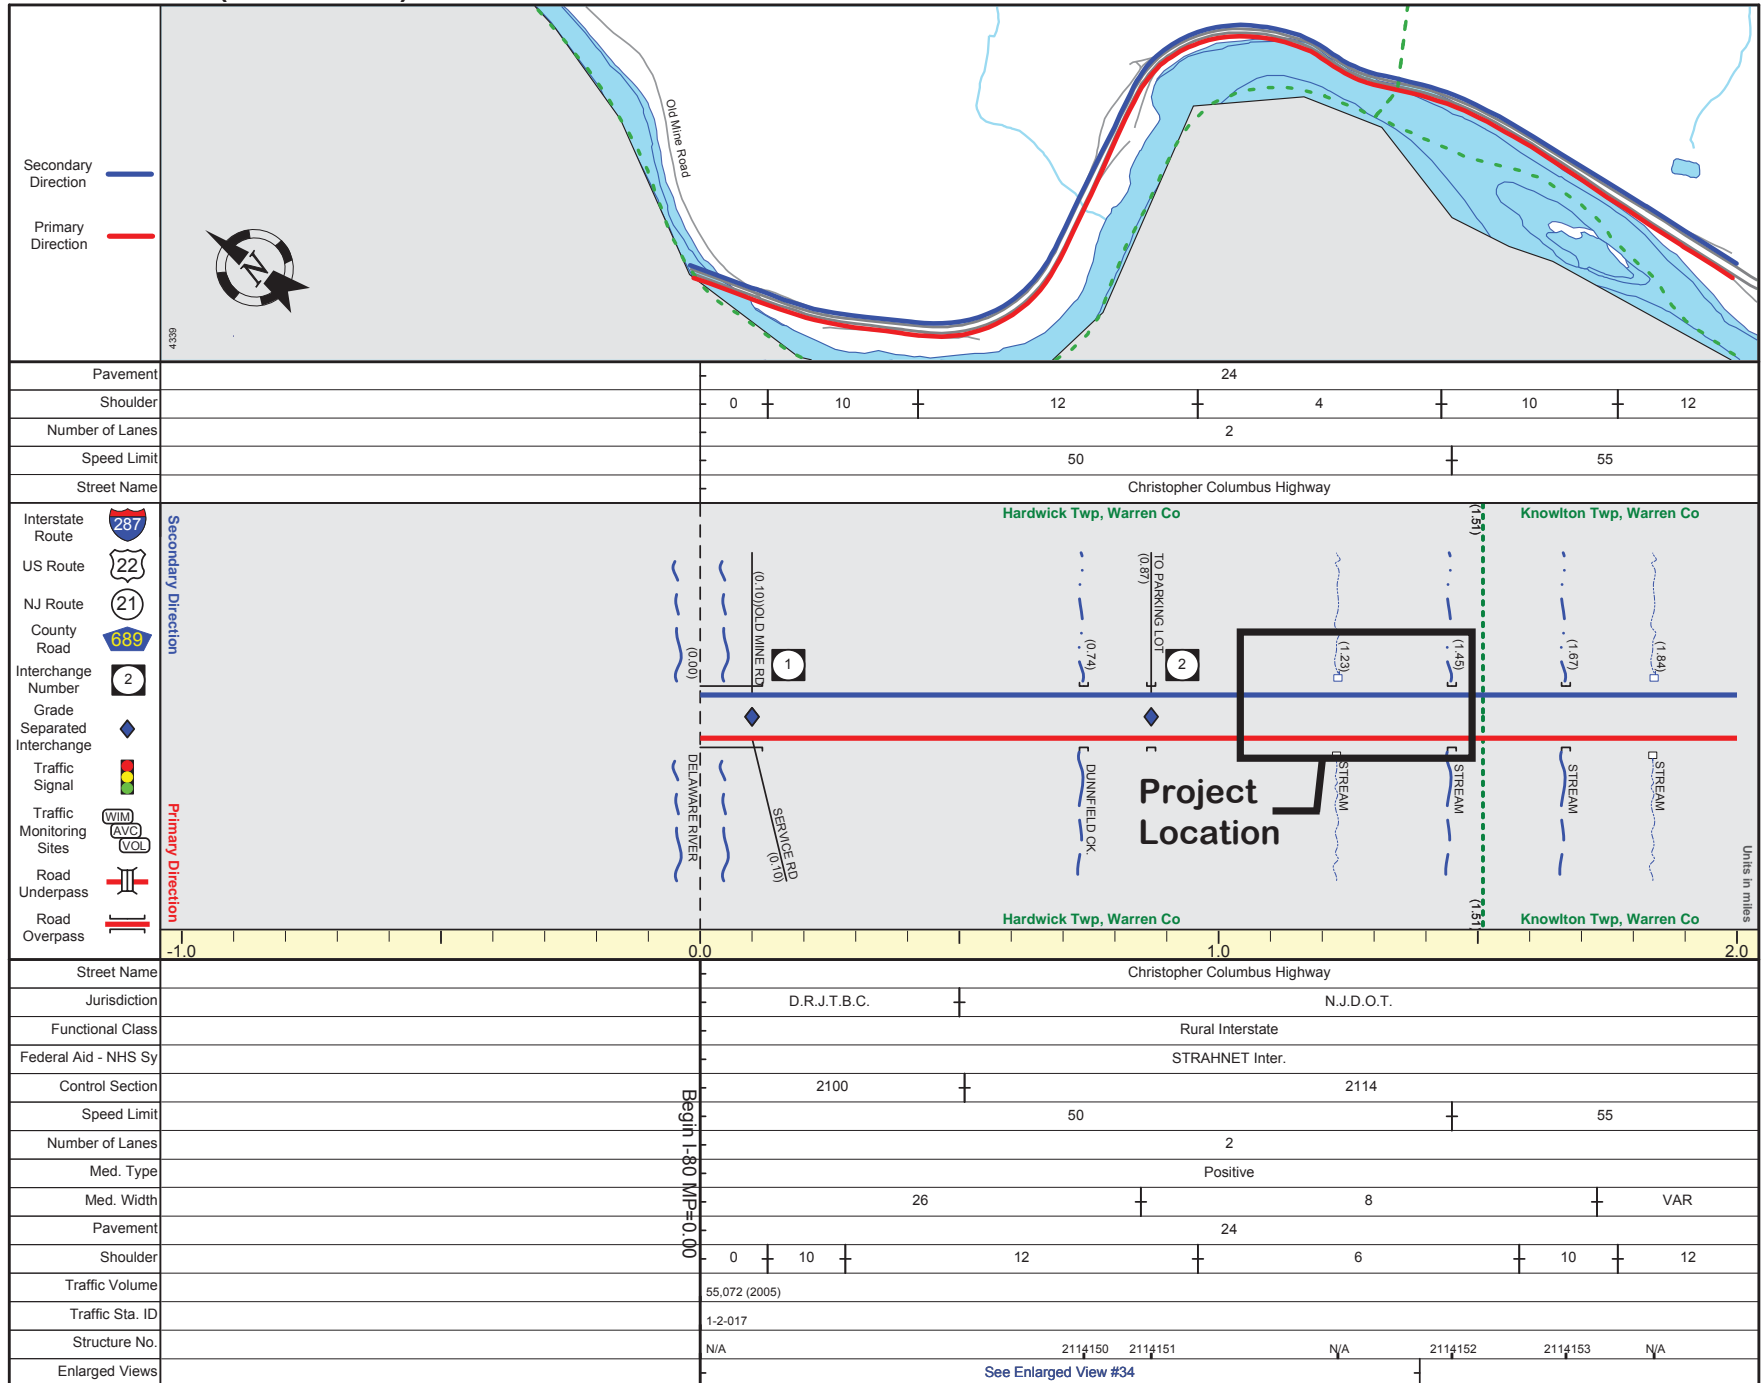 Old Mine Road
Secondary
Direction
Primary
Direction
N
4339
Pavement 24
Shoulder 0 10 12 4 10 12
Number of Lanes 2
Speed Limit 50 55
Street Name Christopher Columbus Highway
Interstate
Route
287
US Route 22
NJ Route 21
County
Road
689
Interchange
Number
2
Grade
Separated
Interchange
Traffic
Signal
Traffic
Monitoring
Sites
WIM
AVC
VOL
Road
Underpass
Road
Overpass
Secondary Direction
Primary Direction
Hardwick Twp, Warren Co
(1.51)
Knowlton Twp, Warren Co
(0.00)
(0.10))OLD MINE RD
1
(0.74)
TO PARKING LOT
(0.87)
2
(1.23)
(1.45)
(1.67)
(1.84)
DELAWARE RIVER
SERVICE RD
(0.10)
DUNNFIELD CK.
Project
Location
STREAM
STREAM
STREAM
STREAM
Units in miles
Hardwick Twp, Warren Co
(1.51
Knowlton Twp, Warren Co
-1.0 0.0 1.0 2.0
Street Name Christopher Columbus Highway
Jurisdiction D.R.J.T.B.C. N.J.D.O.T.
Functional Class Rural Interstate
Federal Aid - NHS Sy STRAHNET Inter.
Control Section 2100 2114
Speed Limit 50 55
Number of Lanes 2
Med. Type Positive
Med. Width 26 8 VAR
Pavement 24
Shoulder 0 10 12 6 10 12
Begin I-80 MP=0.00
Traffic Volume 55,072 (2005)
Traffic Sta. ID 1-2-017
Structure No. N/A 2114150 2114151 N/A 2114152 2114153 N/A
Enlarged Views See Enlarged View #34